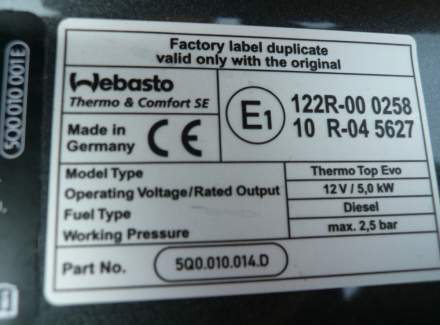 5Q0 010 001E
Factory label duplicate
valid only with the original
Webasto
Thermo & Comfort SE
Made in
Germany
CE
E1
122R-00 0258
10 R-04 5627
Model Type Thermo Top Evo
Operating Voltage/Rated Output 12 V / 5,0 kW
Fuel Type Diesel
Working Pressure max. 2,5 bar
Part No. 5Q0.010.014.D